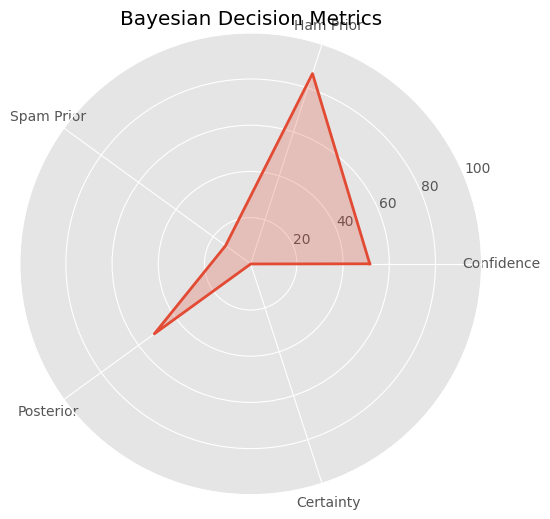 Bayesian Decision Metrics
Ham Prior
Spam Prior
100
80
60
40
20
Confidence
Posterior
Certainty